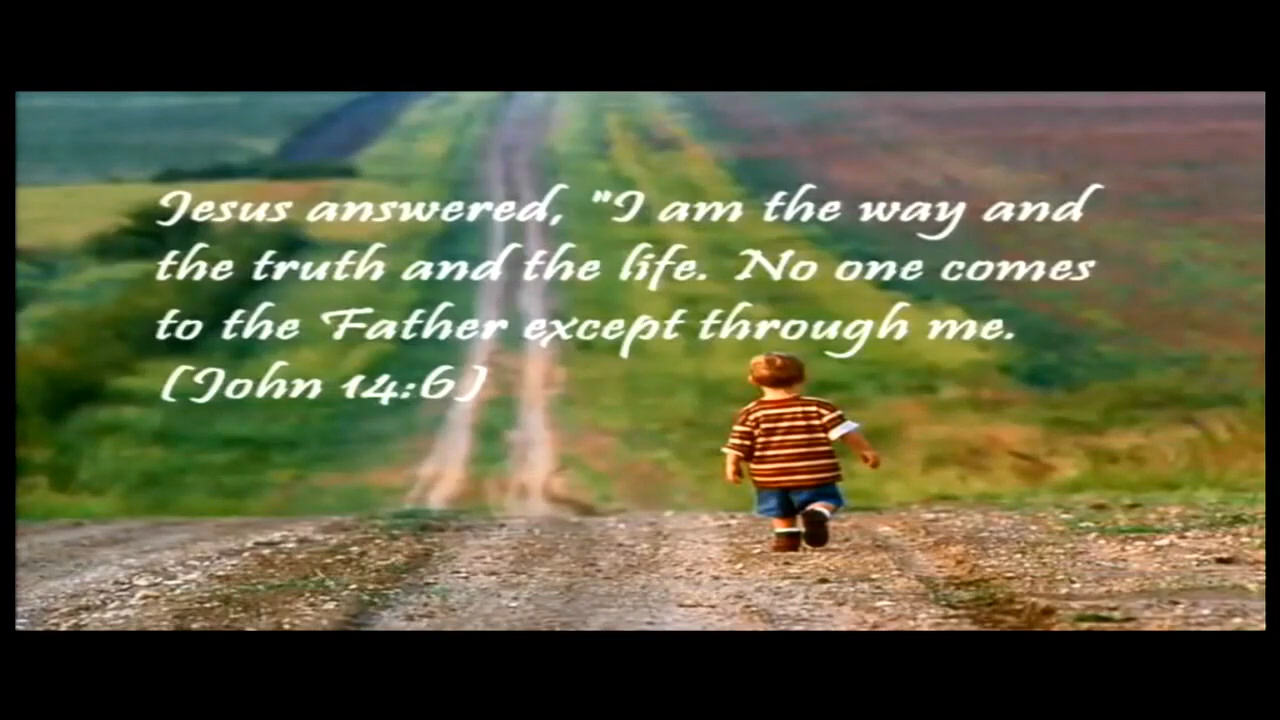 Jesus answered, "I am the way and
the truth and the life. No one comes
to the Father except through me.
(John 14:6)